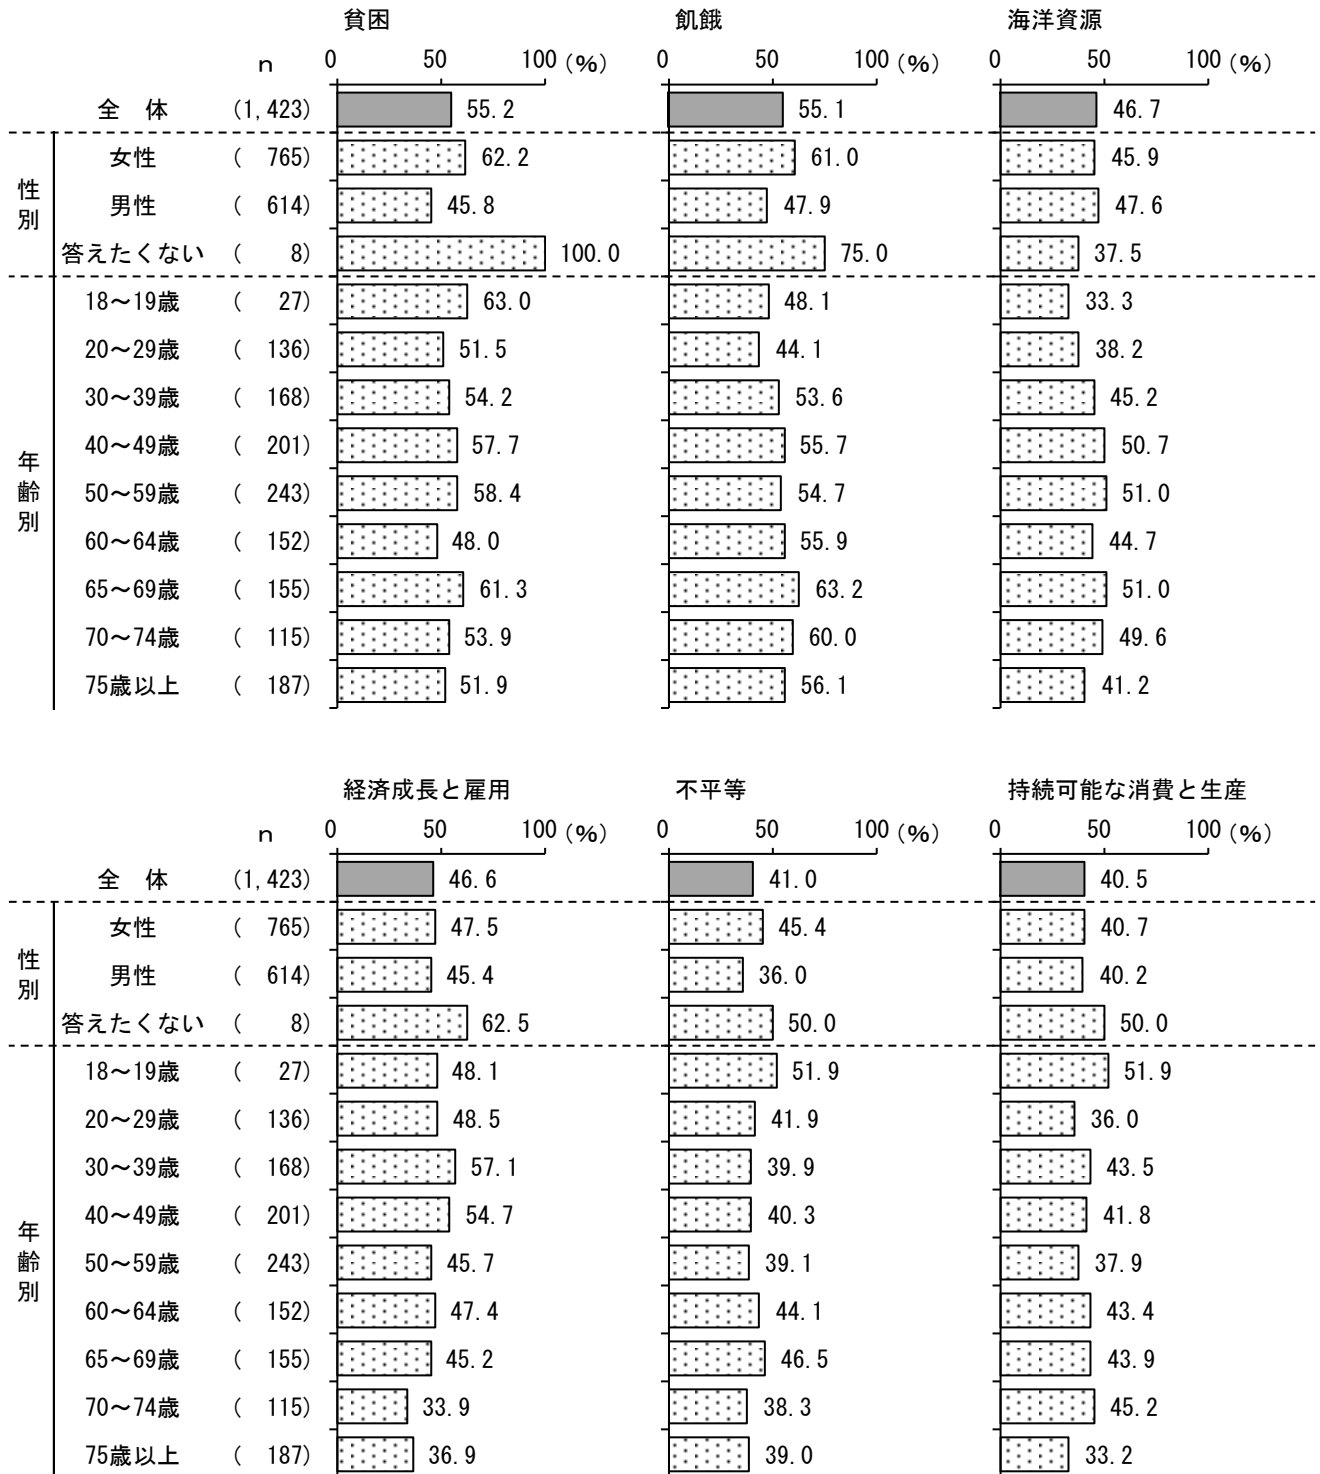 貧困 飢餓 海洋資源
n 0 50 100 (%) 0 50 100 (%) 0 50 100 (%)
全 体 (1,423) 55.2 55.1 46.7
性別
女性 ( 765) 62.2 61.0 45.9
男性 ( 614) 45.8 47.9 47.6
答えたくない ( 8) 100.0 75.0 37.5
年齢別
18～19歳 ( 27) 63.0 48.1 33.3
20～29歳 ( 136) 51.5 44.1 38.2
30～39歳 ( 168) 54.2 53.6 45.2
40～49歳 ( 201) 57.7 55.7 50.7
50～59歳 ( 243) 58.4 54.7 51.0
60～64歳 ( 152) 48.0 55.9 44.7
65～69歳 ( 155) 61.3 63.2 51.0
70～74歳 ( 115) 53.9 60.0 49.6
75歳以上 ( 187) 51.9 56.1 41.2
経済成長と雇用 不平等 持続可能な消費と生産
n 0 50 100 (%) 0 50 100 (%) 0 50 100 (%)
全 体 (1,423) 46.6 41.0 40.5
性別
女性 ( 765) 47.5 45.4 40.7
男性 ( 614) 45.4 36.0 40.2
答えたくない ( 8) 62.5 50.0 50.0
年齢別
18～19歳 ( 27) 48.1 51.9 51.9
20～29歳 ( 136) 48.5 41.9 36.0
30～39歳 ( 168) 57.1 39.9 43.5
40～49歳 ( 201) 54.7 40.3 41.8
50～59歳 ( 243) 45.7 39.1 37.9
60～64歳 ( 152) 47.4 44.1 43.4
65～69歳 ( 155) 45.2 46.5 43.9
70～74歳 ( 115) 33.9 38.3 45.2
75歳以上 ( 187) 36.9 39.0 33.2